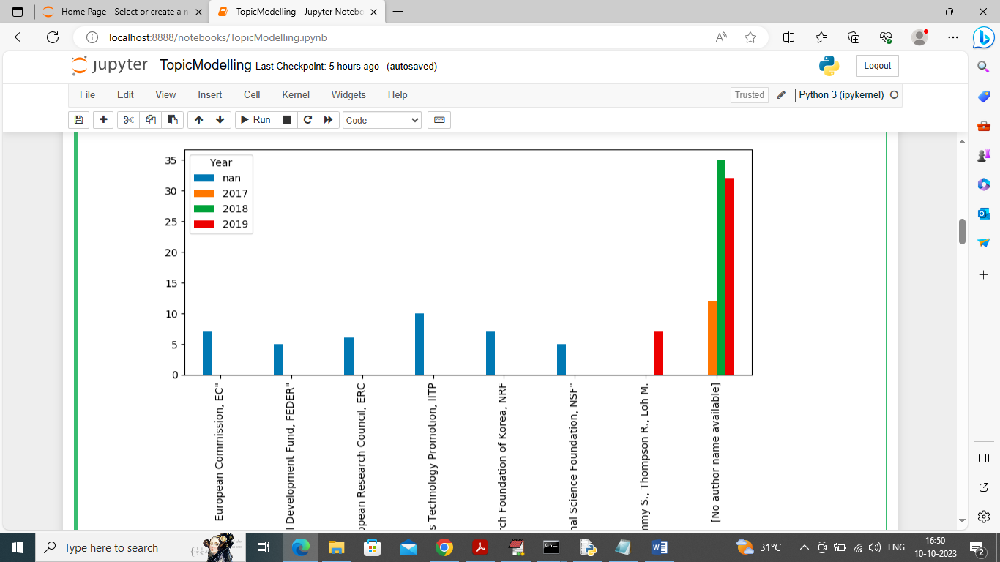 Home Page - Select or create a n
TopicModelling - Jupyter Notebo
localhost:8888/notebooks/TopicModelling.ipynb
jupyter TopicModelling Last Checkpoint: 5 hours ago (autosaved)
Logout
File Edit View Insert Cell Kernel Widgets Help
Trusted
Python 3 (ipykernel)
Run
Code
Year
nan
2017
2018
2019
35
30
25
20
15
10
5
0
European Commission, EC"
l Development Fund, FEDER"
opean Research Council, ERC
s Technology Promotion, IITP
rch Foundation of Korea, NRF
nal Science Foundation, NSF"
mmy S., Thompson R., Loh M.
[No author name available]
Type here to search
31°C
ENG
16:50
10-10-2023
2